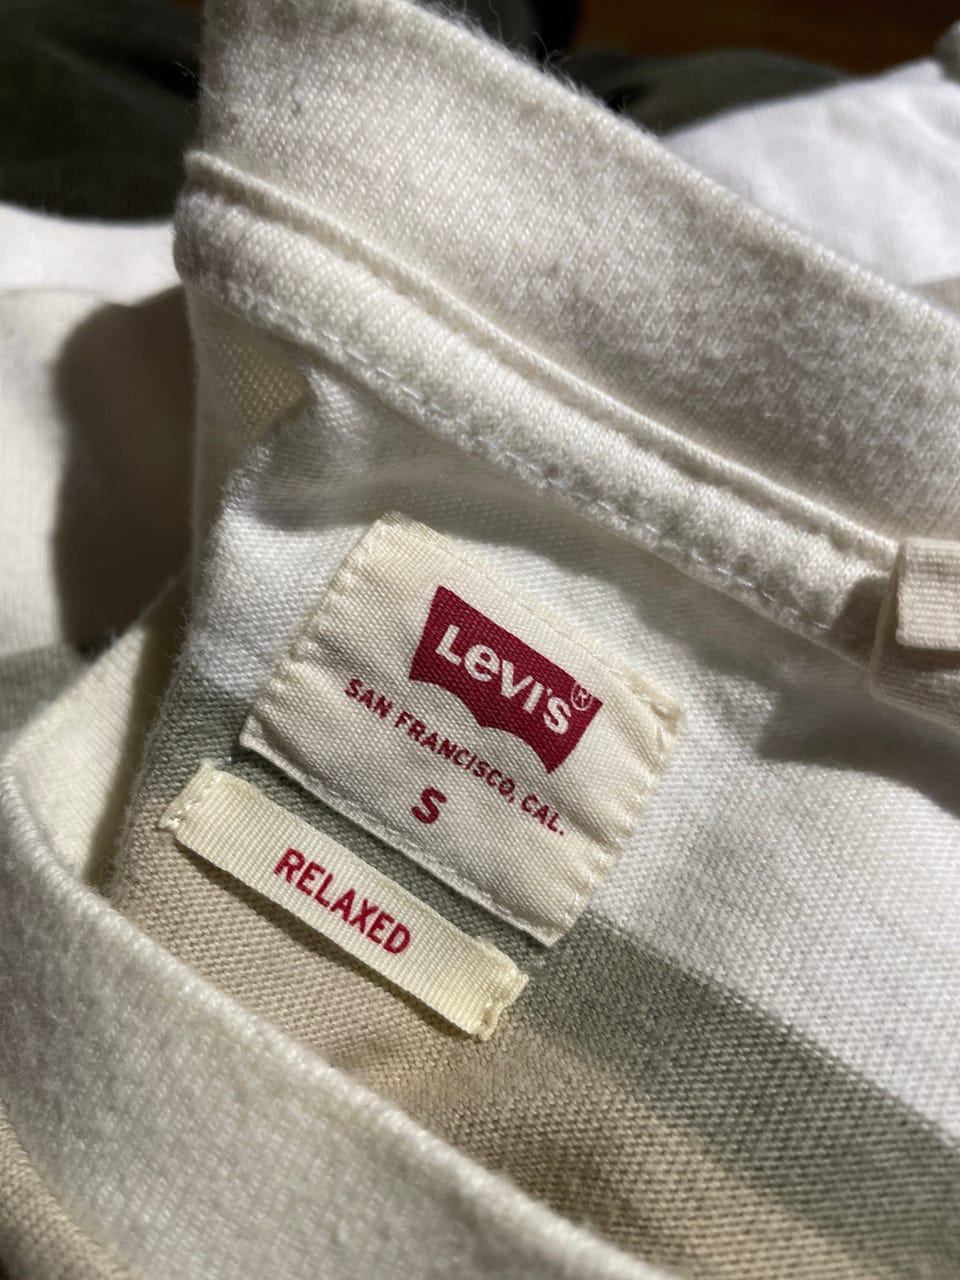 Levi's®
SAN FRANCISCO, CAL.
S
RELAXED